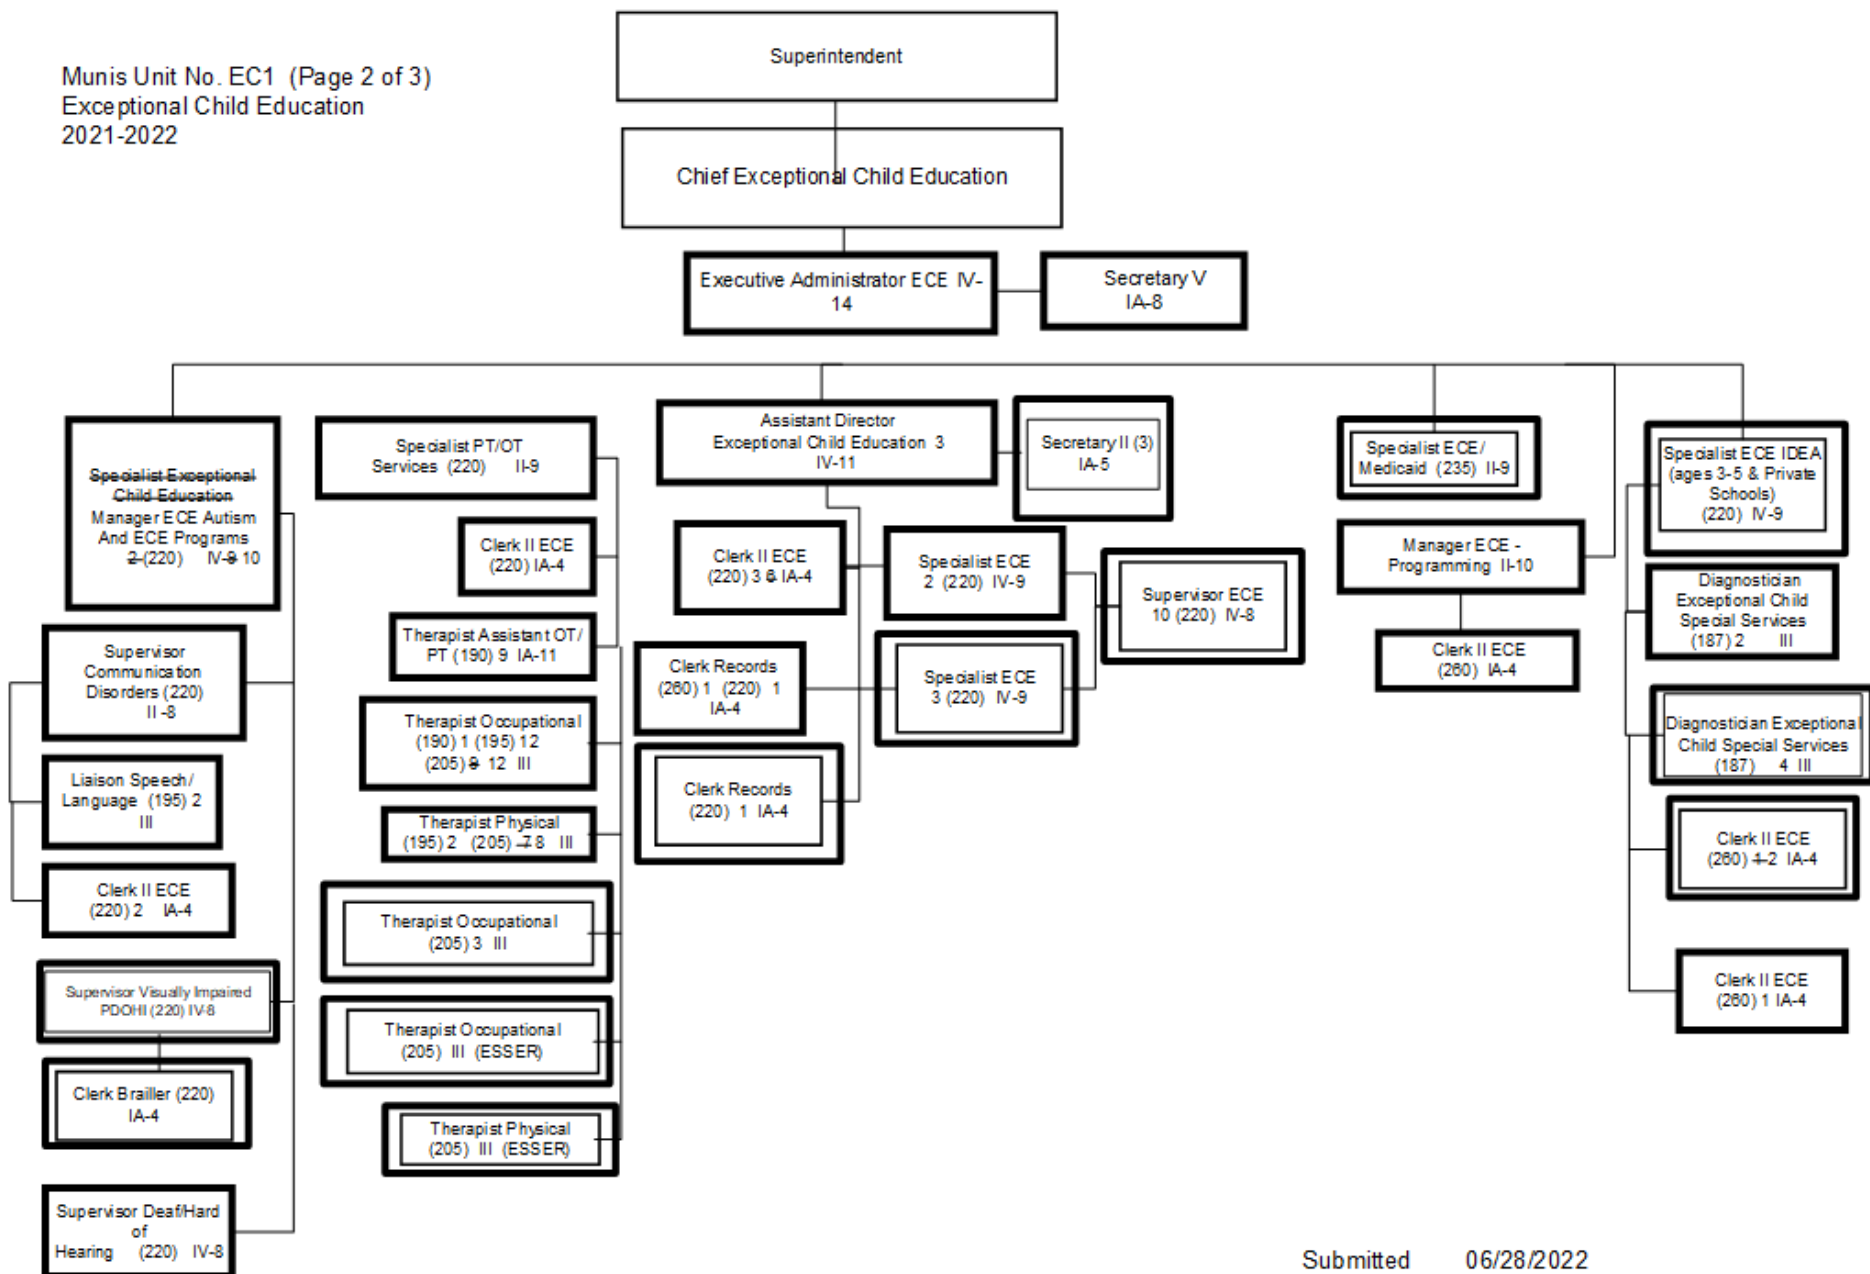 Munis Unit No. EC1 (Page 2 of 3)
Exceptional Child Education
2021-2022
Superintendent
Chief Exceptional Child Education
Executive Administrator ECE IV-
14
Secretary V
IA-8
Specialist Exceptional
Child Education
Manager ECE Autism
And ECE Programs
2 (220) IV-9 10
Supervisor
Communication
Disorders (220)
II -8
Liaison Speech/
Language (195) 2
III
Clerk II ECE
(220) 2 IA-4
Supervisor Visually Impaired
PDOHI (220) IV-8
Clerk Brailler (220)
IA-4
Supervisor Deaf/Hard
of
Hearing (220) IV-8
Specialist PT/OT
Services (220) II-9
Clerk II ECE
(220) IA-4
Therapist Assistant OT/
PT (190) 9 IA-11
Therapist Occupational
(190) 1 (195) 12
(205) 9 12 III
Therapist Physical
(195) 2 (205) 7 8 III
Therapist Occupational
(205) 3 III
Therapist Occupational
(205) III (ESSER)
Therapist Physical
(205) III (ESSER)
Assistant Director
Exceptional Child Education 3
IV-11
Secretary II (3)
IA-5
Clerk II ECE
(220) 3 IA-4
Specialist ECE
2 (220) IV-9
Supervisor ECE
10 (220) IV-8
Clerk Records
(260) 1 (220) 1
IA-4
Specialist ECE
3 (220) IV-9
Clerk Records
(220) 1 IA-4
Specialist ECE/
Medicaid (235) II-9
Manager ECE -
Programming II-10
Clerk II ECE
(260) IA-4
Specialist ECE IDEA
(ages 3-5 & Private
Schools)
(220) IV-9
Diagnostician
Exceptional Child
Special Services
(187) 2 III
Diagnostician Exceptional
Child Special Services
(187) 4 III
Clerk II ECE
(260) 1 2 IA-4
Clerk II ECE
(260) 1 IA-4
Submitted 06/28/2022